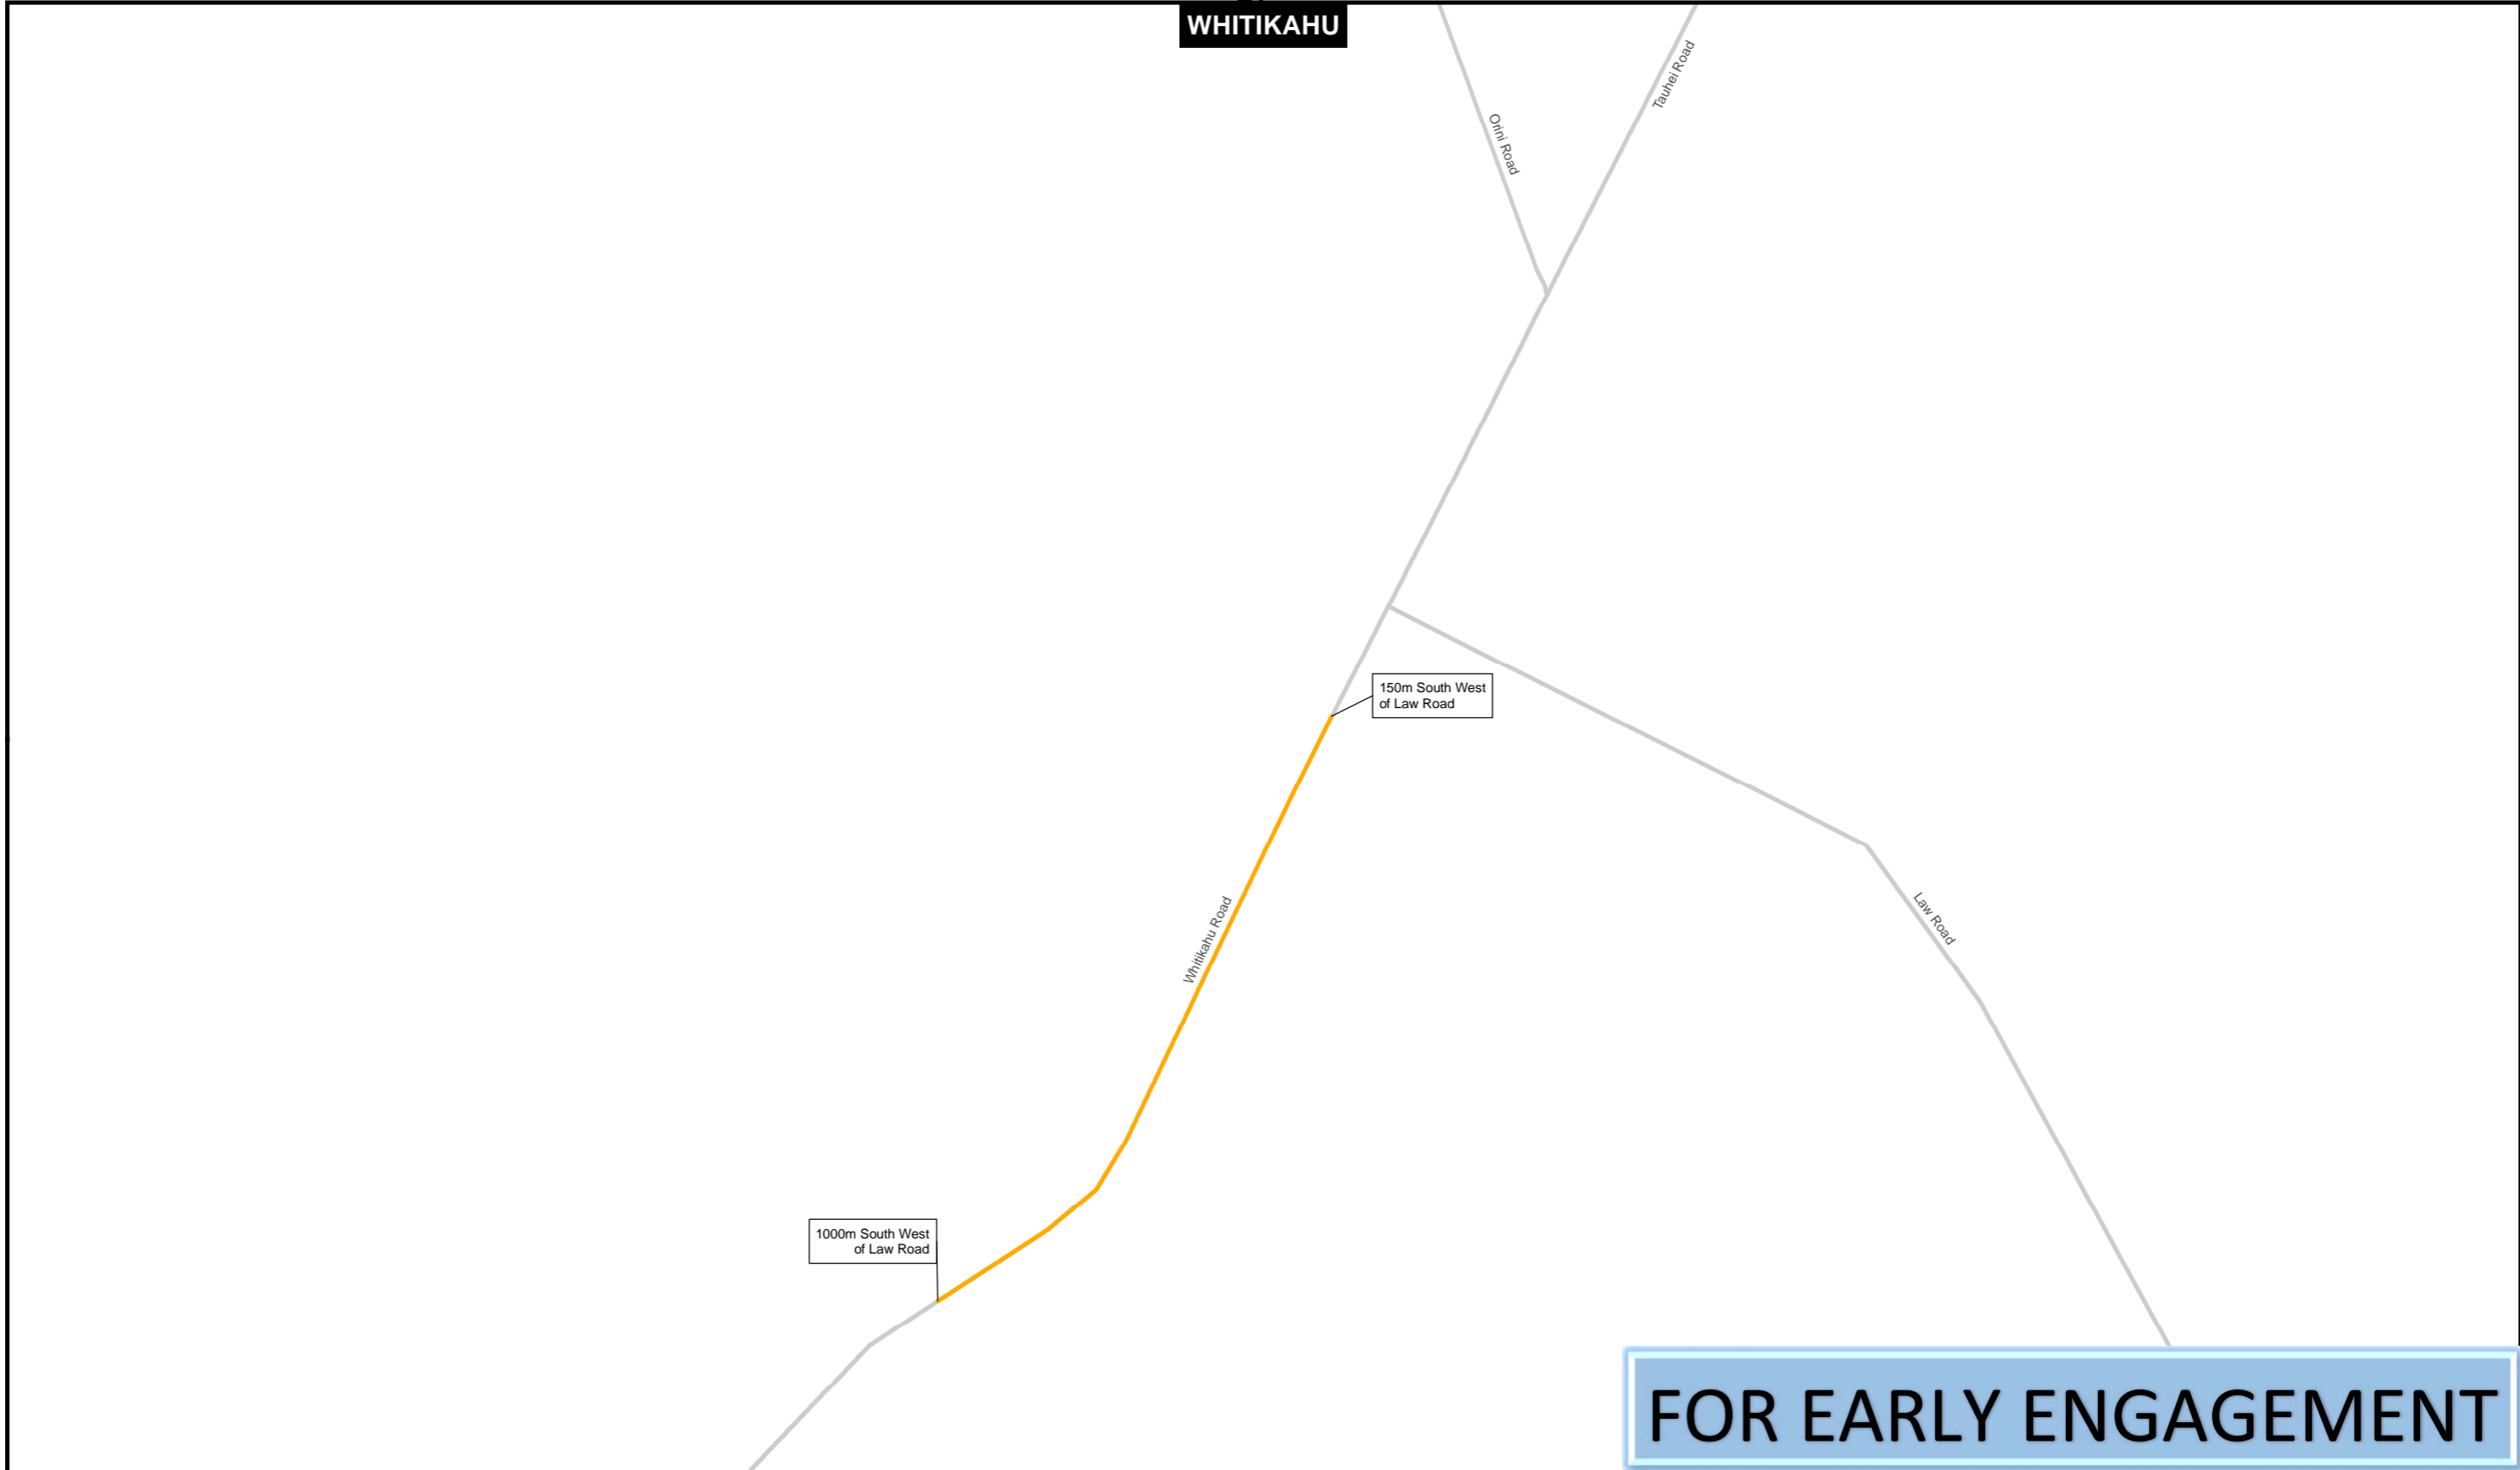 WHITIKAHU
Tauhei Road
Orini Road
150m South West
of Law Road
Whitikahu Road
Law Road
1000m South West
of Law Road
FOR EARLY ENGAGEMENT